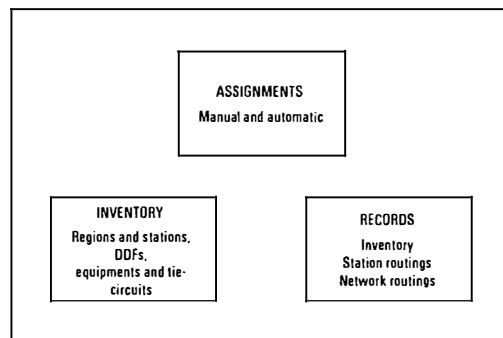 ASSIGNMENTS
Manual and automatic
INVENTORY
Regions and stations,
DDFs,
equipments and tie-
circuits
RECORDS
Inventory
Station routings
Network routings